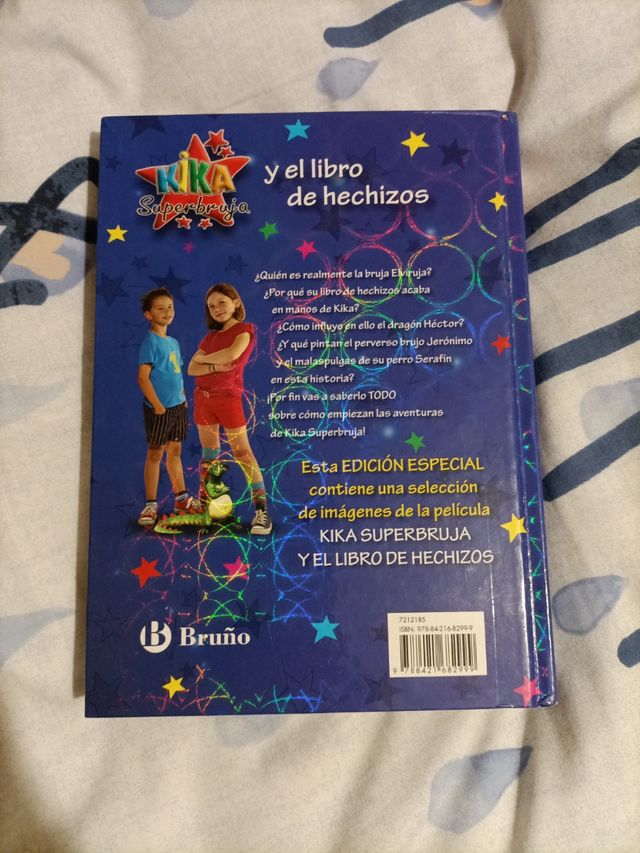 KIKA
Superbruja
y el libro
de hechizos
¿Quién es realmente la bruja Elviruja?
¿Por qué su libro de hechizos acaba
en manos de Kika?
¿Cómo influye en ello el dragón Héctor?
¿Y qué pintan el perverso brujo Jerónimo
y el malaspulgas de su perro Serafín
en esta historia?
¡Por fin vas a saberlo TODO
sobre cómo empiezan las aventuras
de Kika Superbruja!
Esta EDICIÓN ESPECIAL
contiene una selección
de imágenes de la película
KIKA SUPERBRUJA
Y EL LIBRO DE HECHIZOS
B Bruño
7212185
ISBN: 978-84-216-8299-9
9 788421 682999